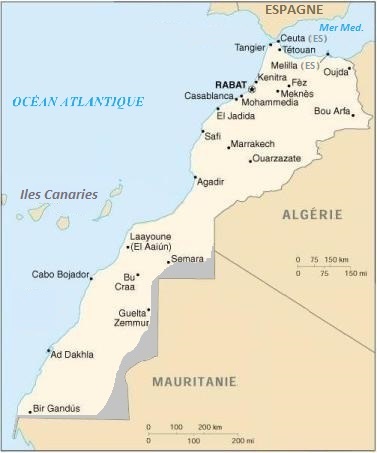 ESPAGNE
Mer Med.
Ceuta (ES)
Tangier
Tétouan
Melilla (ES)
Oujda
Kenitra
Fèz
RABAT
Meknès
Casablanca
Mohammedia
El Jadida
Bou Arfa
OCÉAN ATLANTIQUE
Safi
Marrakech
Ouarzazate
Agadir
Iles Canaries
ALGÉRIE
Laayoune
(El Aaiún)
Semara
0 75 150 km
0 75 150 mi
Cabo Bojador
Bu
Craa
Guelta
Zemmur
Ad Dakhla
MAURITANIE
Bir Gandús
0 100 200 km
0 100 200 mi